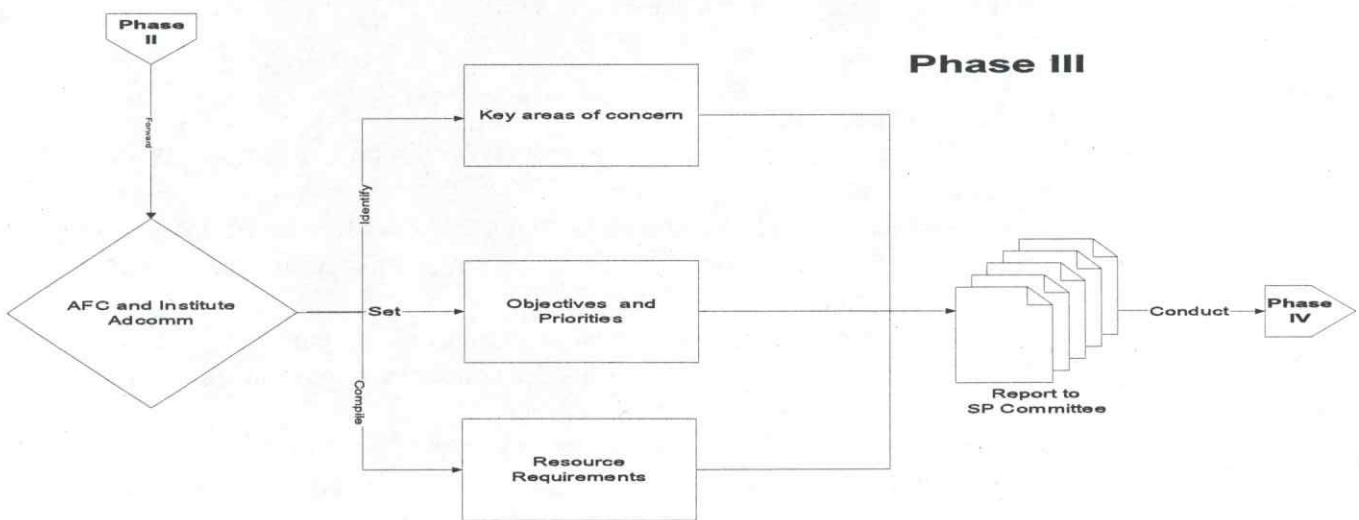 Phase
II
Phase III
Forward
Key areas of concern
Identify
AFC and Institute
Adcomm
Set
Objectives and
Priorities
Conduct
Phase
IV
Report to
SP Committee
Compile
Resource
Requirements